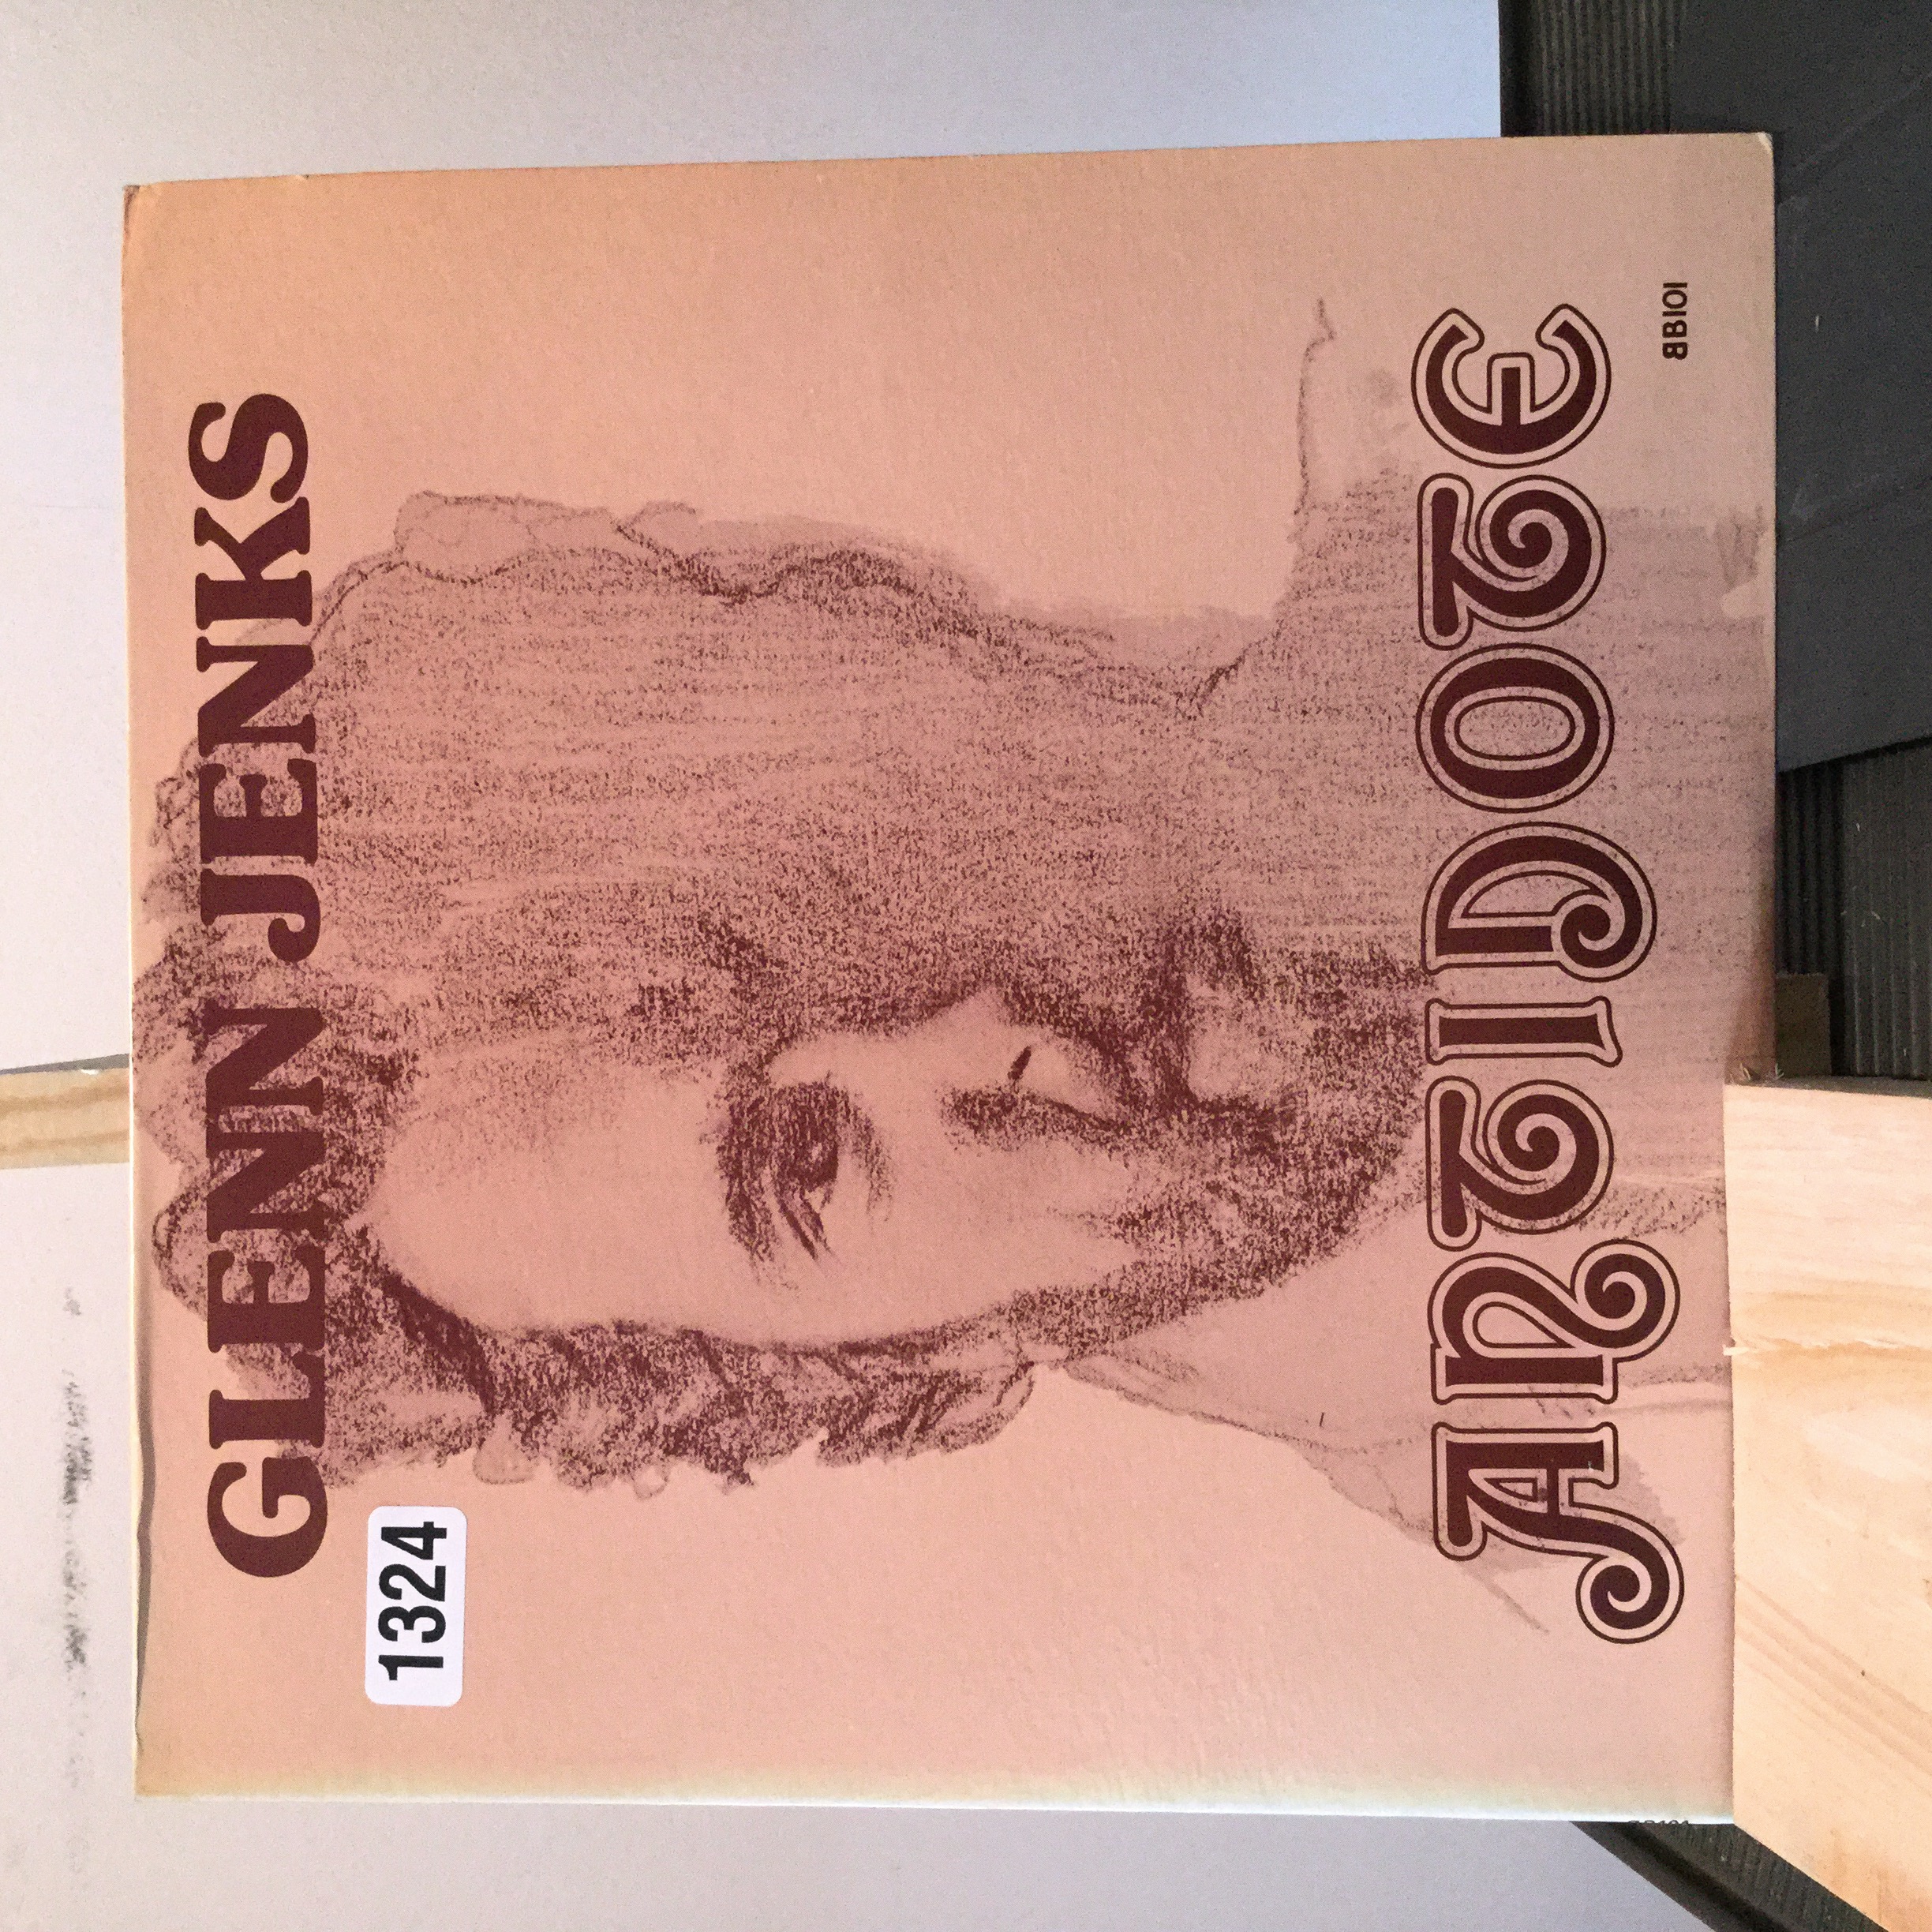 GLENN JENKS
1324
ANTIDOTE
BB101